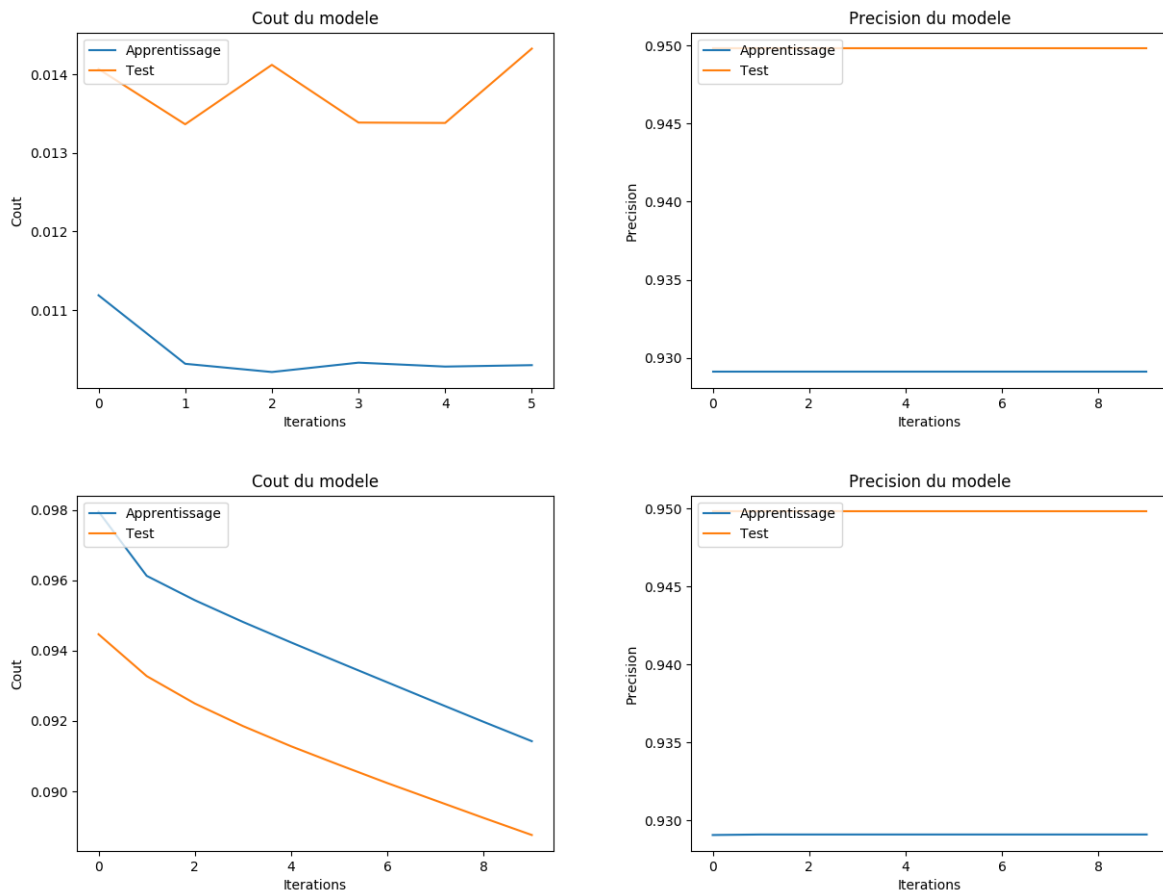 Cout du modele
Apprentissage
Test
0.014
0.013
0.012
0.011
Cout
0 1 2 3 4 5
Iterations
Precision du modele
Apprentissage
Test
0.950
0.945
0.940
0.935
0.930
Precision
0 2 4 6 8
Iterations
Cout du modele
Apprentissage
Test
0.098
0.096
0.094
0.092
0.090
Cout
0 2 4 6 8
Iterations
Precision du modele
Apprentissage
Test
0.950
0.945
0.940
0.935
0.930
Precision
0 2 4 6 8
Iterations